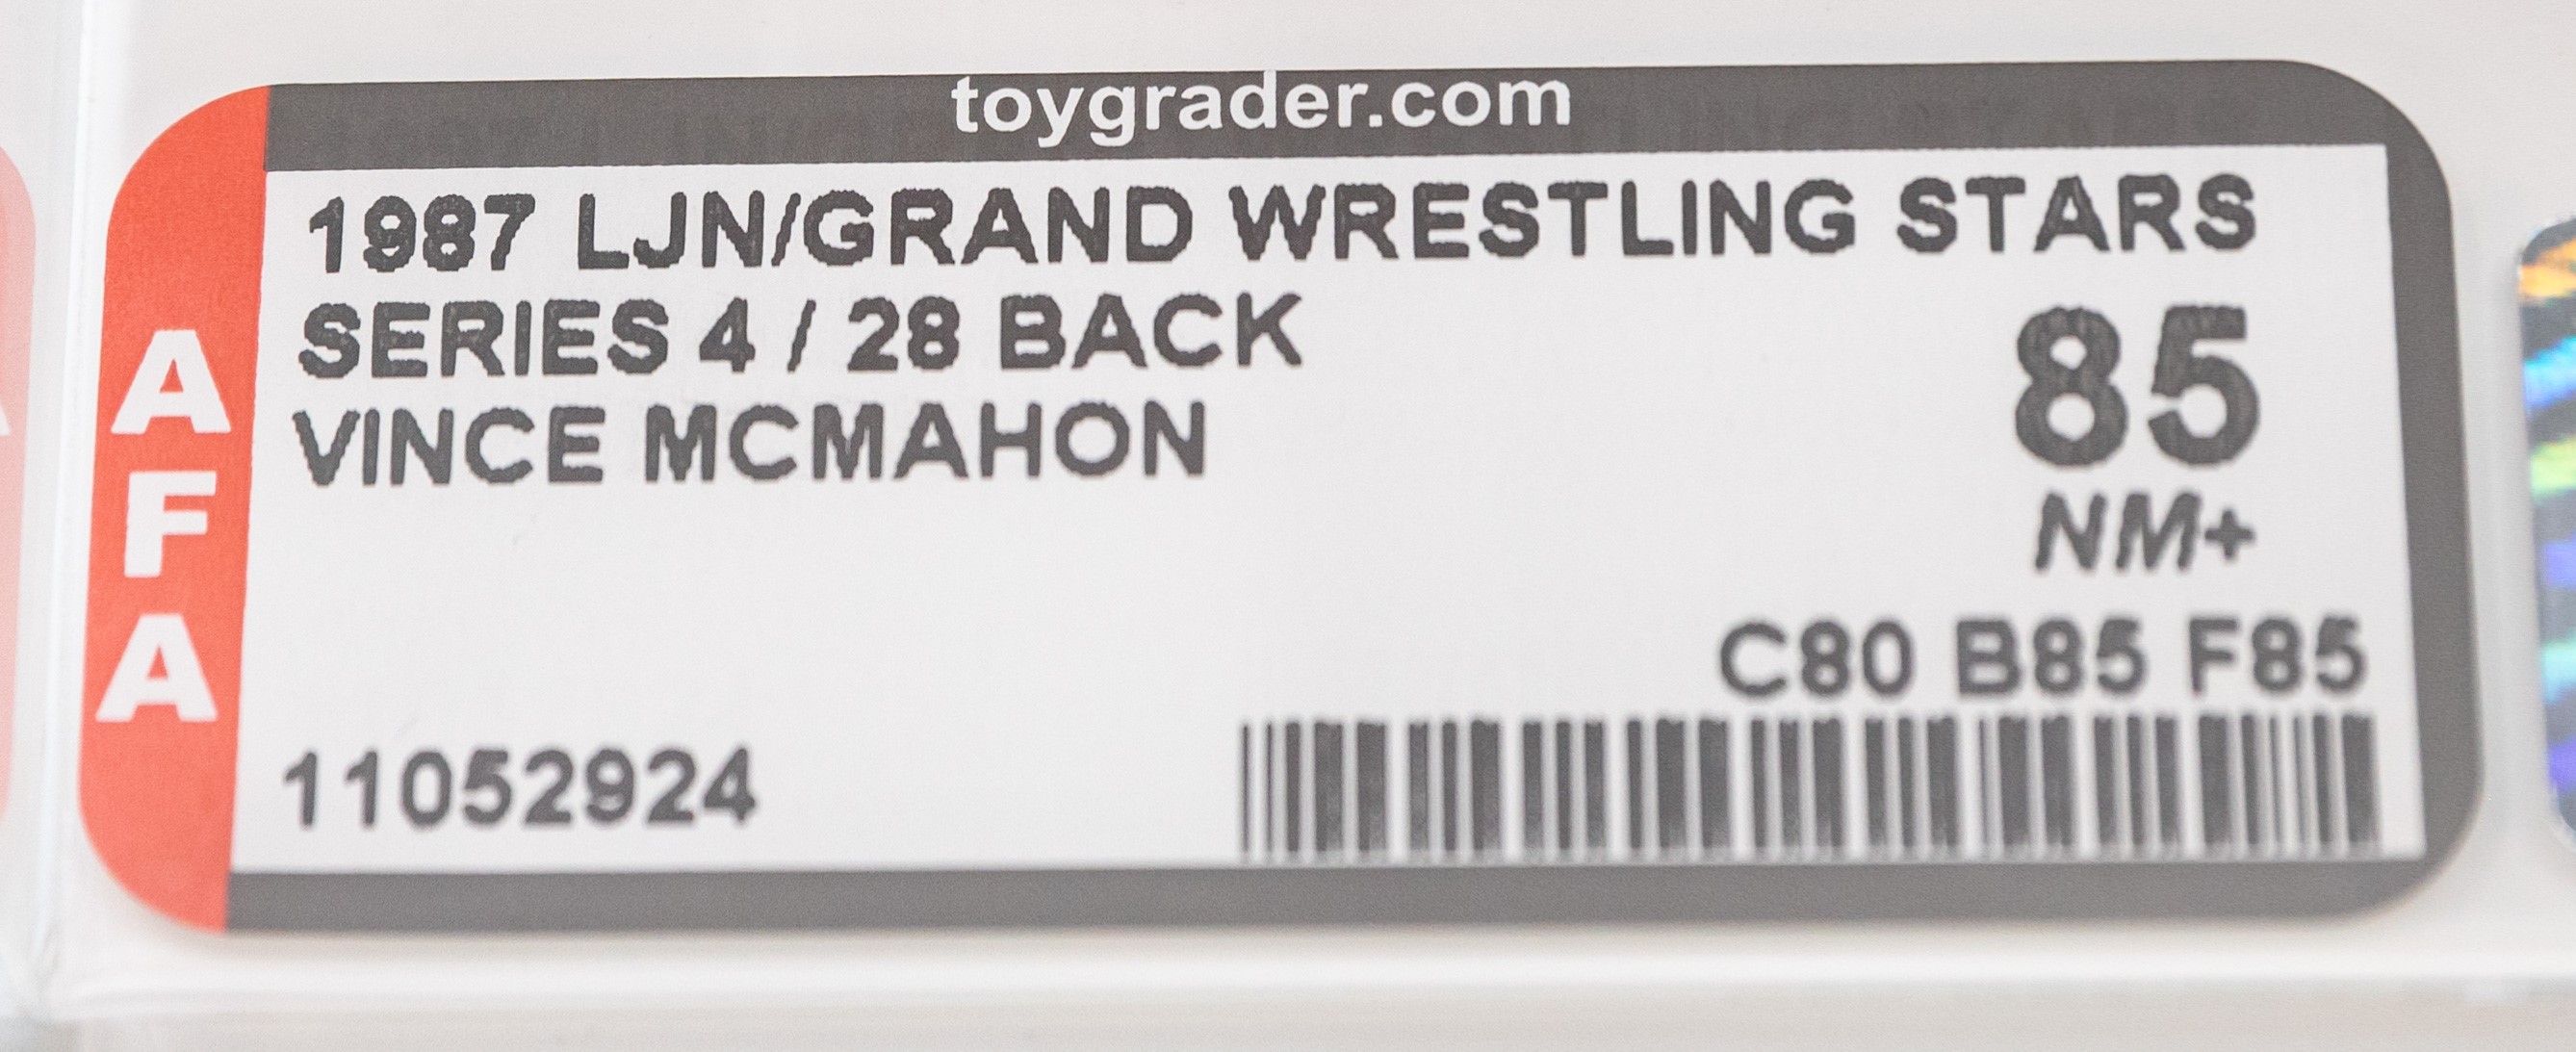 toygrader.com
1987 LJN/GRAND WRESTLING STARS
SERIES 4 / 28 BACK
VINCE MCMAHON
85
NM+
C80 B85 F85
11052924
AFA